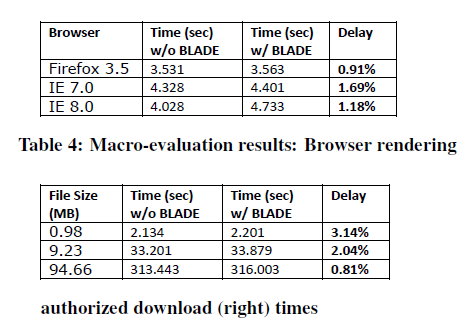 Browser Time (sec) Time (sec) Delay
w/o BLADE w/ BLADE
Firefox 3.5 3.531 3.563 0.91%
IE 7.0 4.328 4.401 1.69%
IE 8.0 4.028 4.733 1.18%
Table 4: Macro-evaluation results: Browser rendering
File Size Time (sec) Time (sec) Delay
(MB) w/o BLADE w/ BLADE
0.98 2.134 2.201 3.14%
9.23 33.201 33.879 2.04%
94.66 313.443 316.003 0.81%
authorized download (right) times